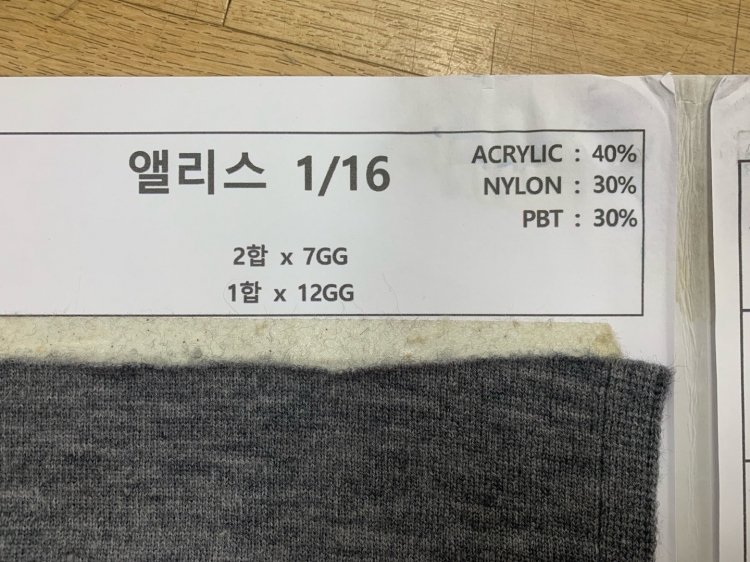 앨리스 1/16
ACRYLIC : 40%
NYLON : 30%
PBT : 30%
2합 x 7GG
1합 x 12GG